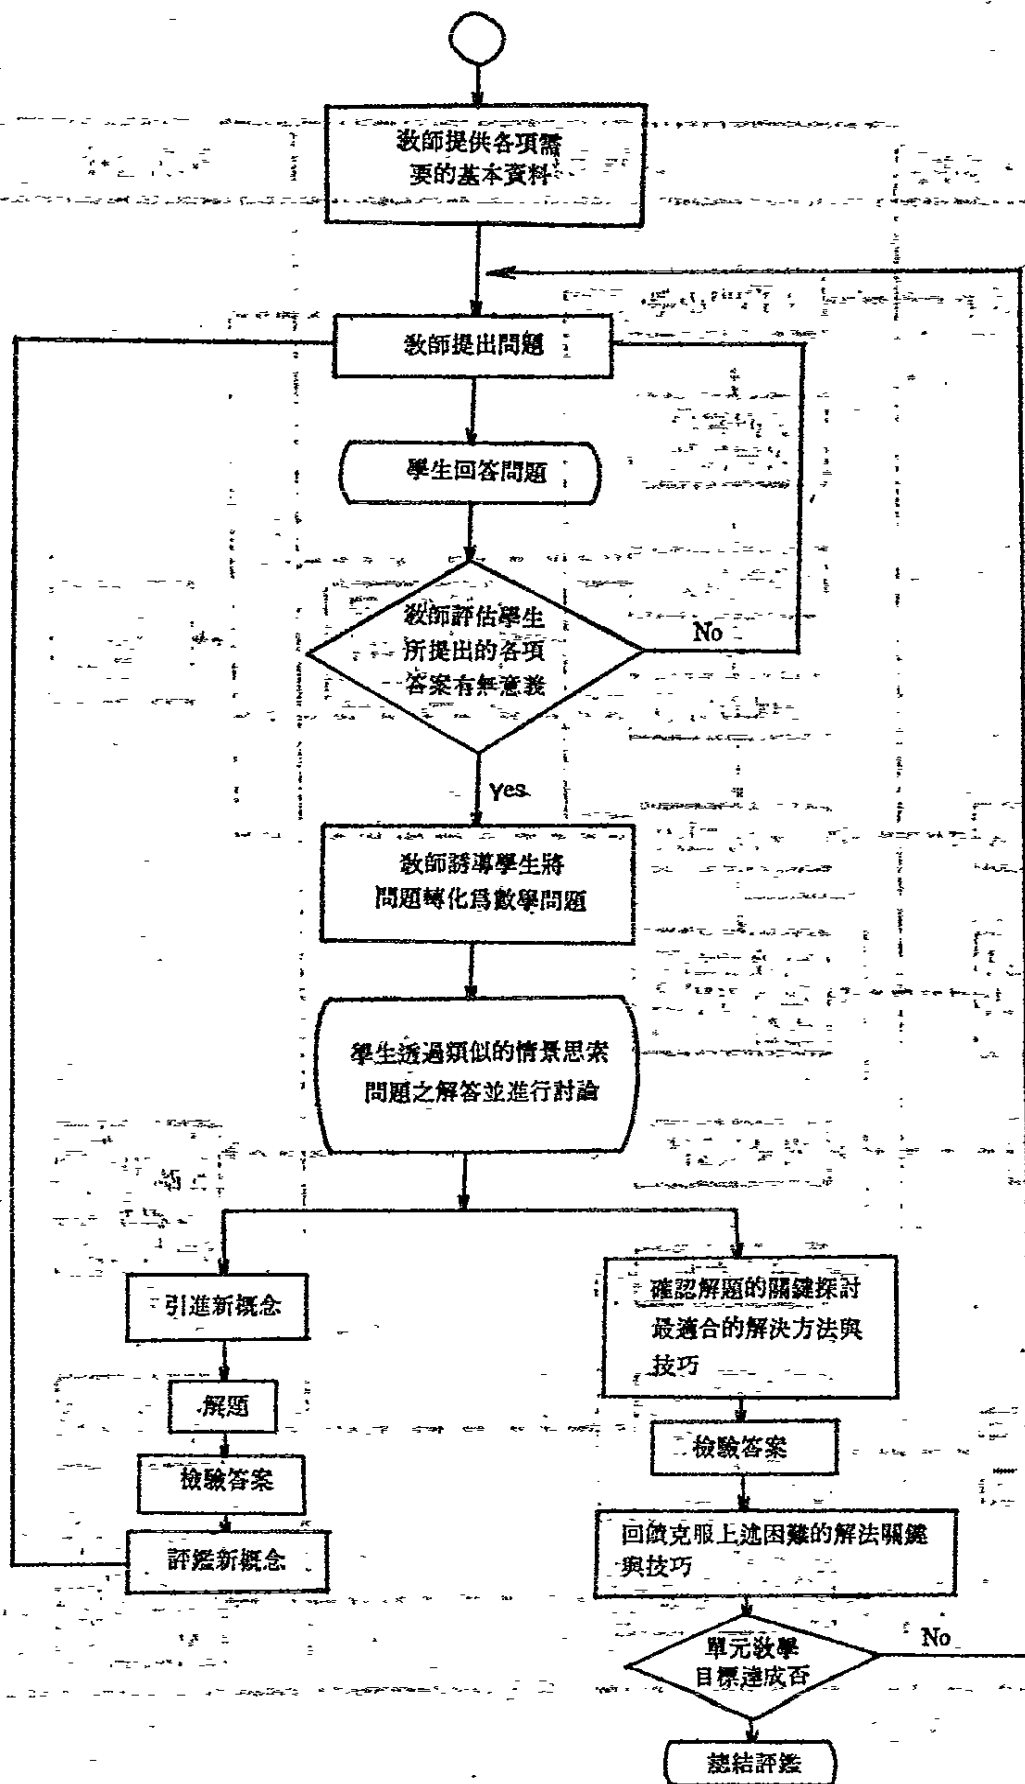 教師提供各項需
要的基本資料
教師提出問題
學生回答問題
教師評估學生
所提出的各項
答案有無意義
No
Yes
教師誘導學生將
問題轉化爲數學問題
學生透過類似的情景思索
問題之解答並進行討論
引進新概念
解題
檢驗答案
評鑑新概念
確認解題的關鍵探討
最適合的解決方法與
技巧
檢驗答案
回饋克服上述困難的解法關鍵
與技巧
單元教學
目標達成否
No
總結評鑑